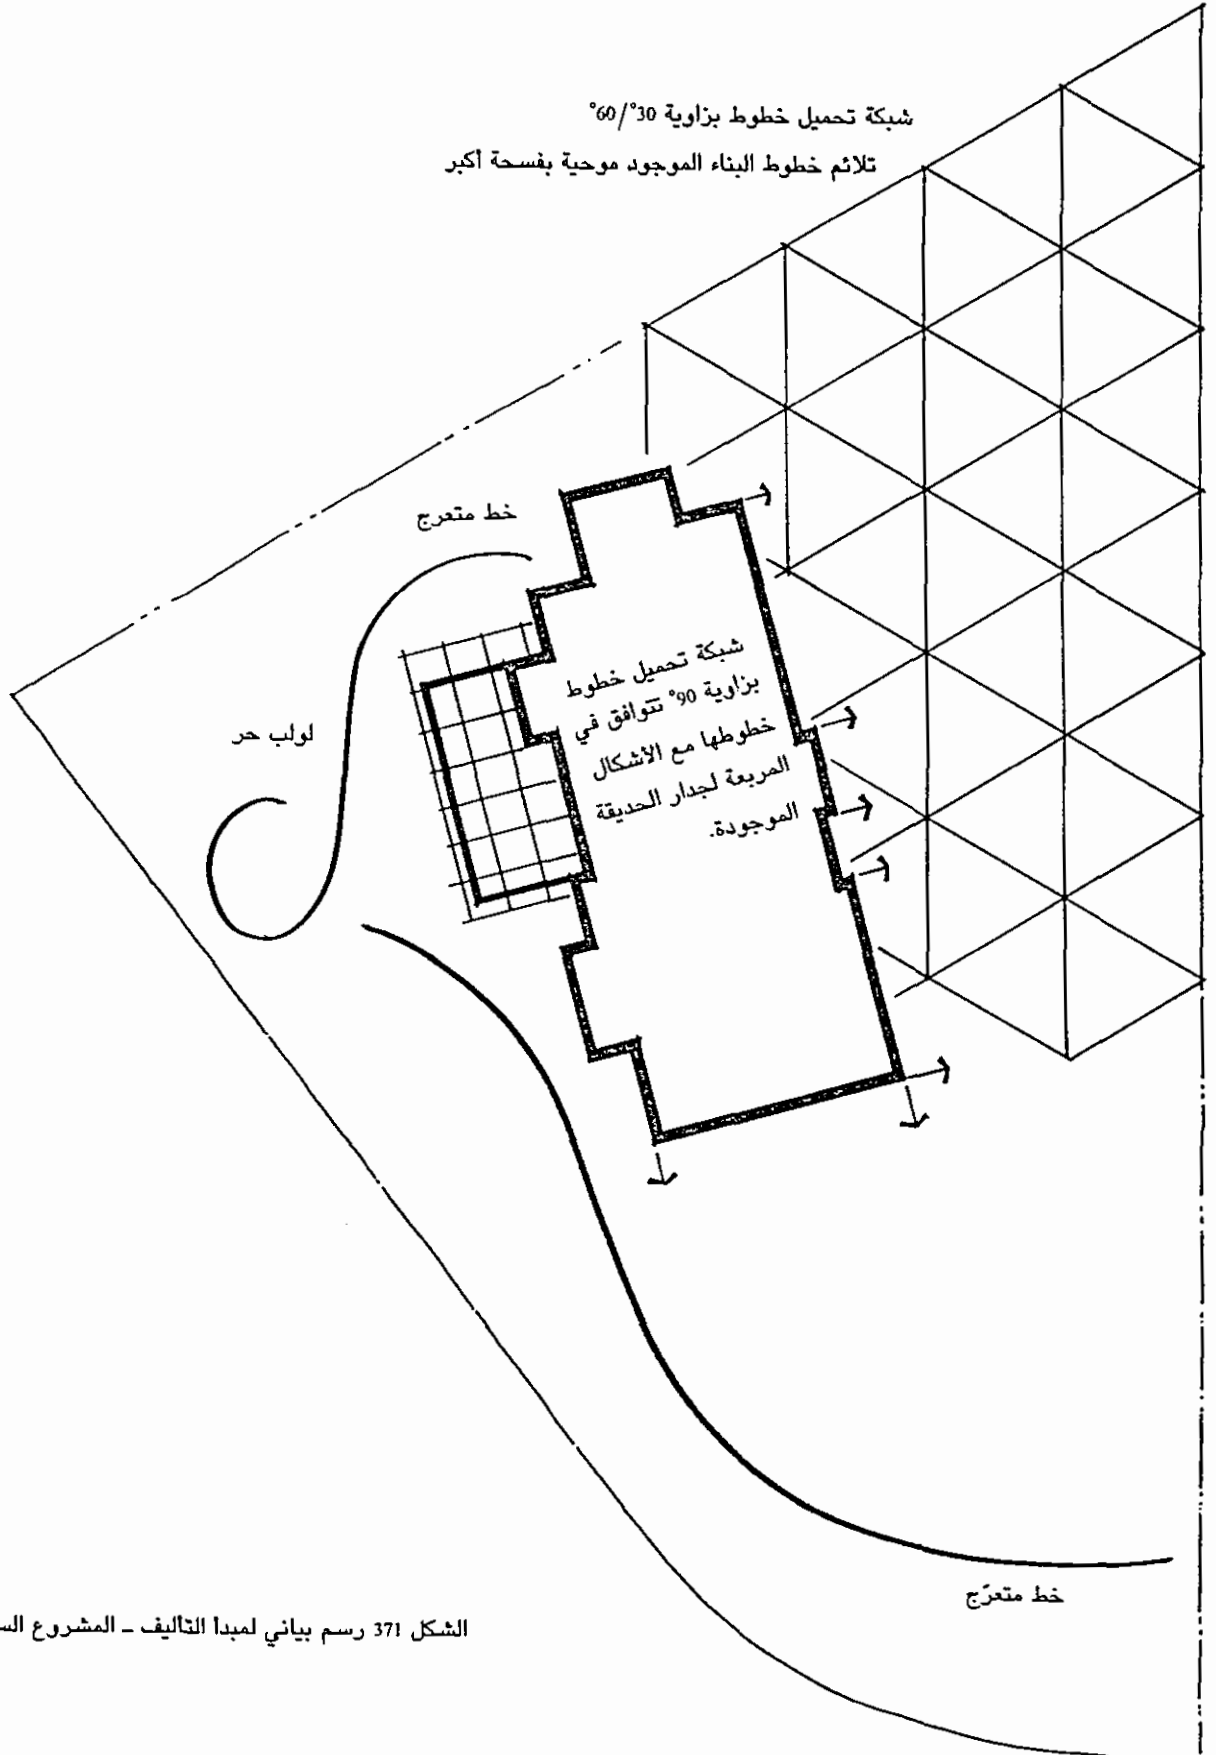 شبكة تحميل خطوط بزاوية 30°/60°
تلائم خطوط البناء الموجود موحية بفسحة أكبر
خط متعرج
شبكة تحميل خطوط
بزاوية 90° تتوافق في
خطوطها مع الأشكال
المربعة لجدار الحديقة
الموجودة.
لولب حر
خط متعرّج
الشكل 371 رسم بياني لمبدأ التأليف – المشروع